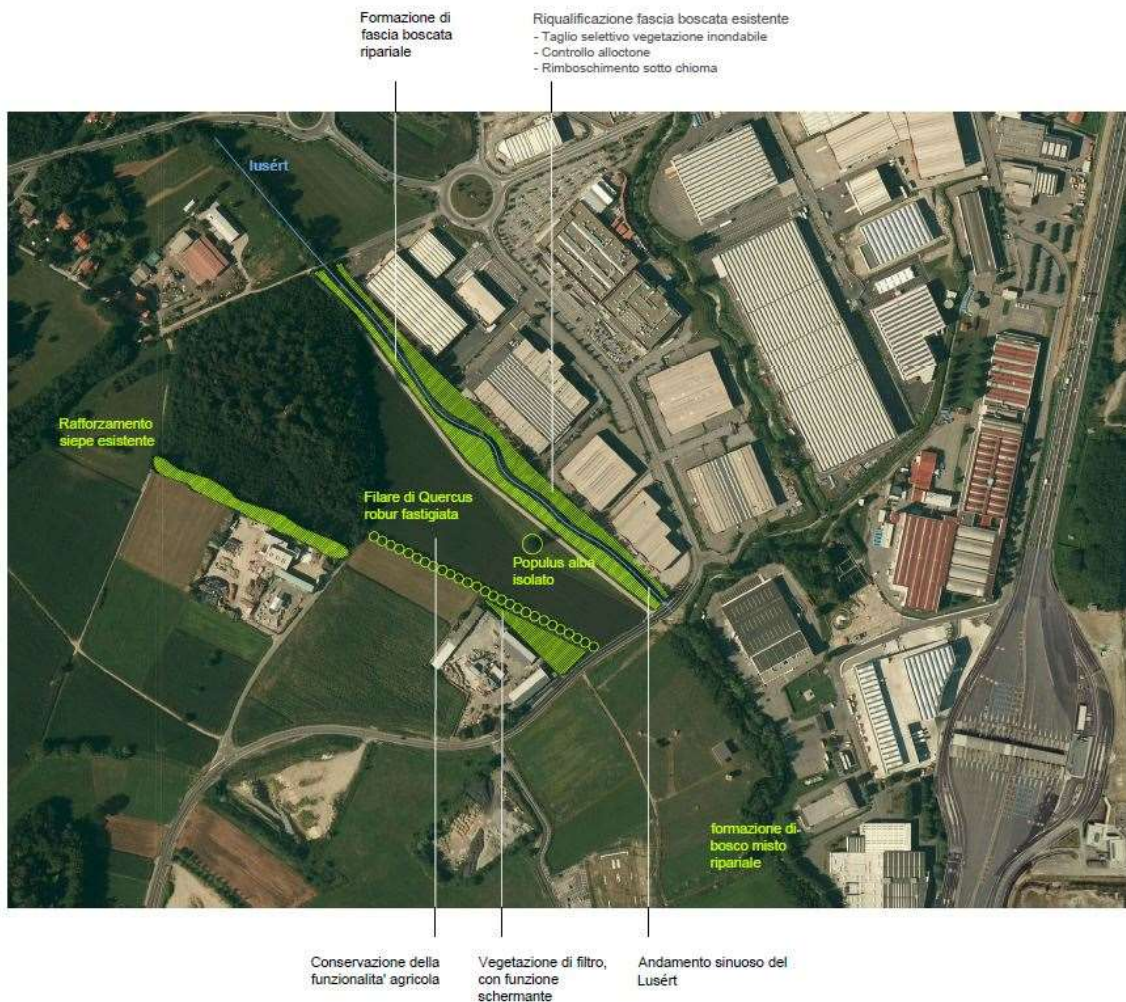 Formazione di
fascia boscata
ripariale
Riqualificazione fascia boscata esistente
- Taglio selettivo vegetazione inondabile
- Controllo alloctone
- Rimboschimento sotto chioma
lusért
Rafforzamento
siepe esistente
Filare di Quercus
robur fastigiata
Populus alba
isolato
formazione di
bosco misto
ripariale
Conservazione della
funzionalita' agricola
Vegetazione di filtro,
con funzione
schermante
Andamento sinuoso del
Lusért